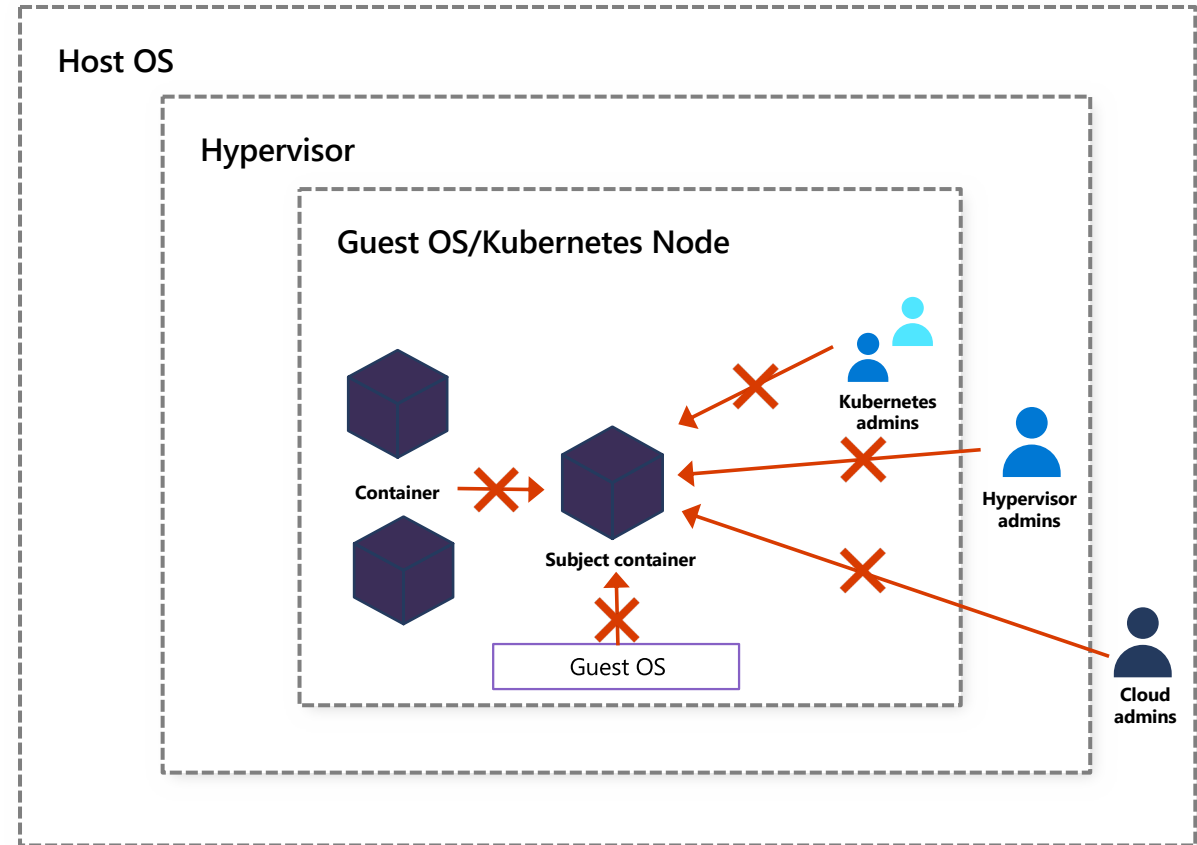 Host OS
Hypervisor
Guest OS/Kubernetes Node
Kubernetes
admins
Container
Hypervisor
admins
Subject container
Guest OS
Cloud
admins